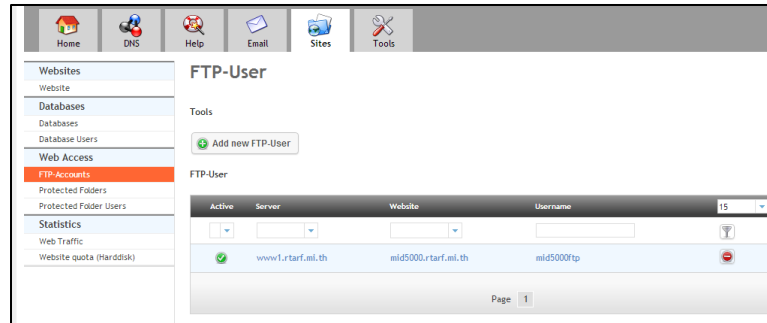 Home DNS Help Email Sites Tools
Websites
Website
Databases
Databases
Database Users
Web Access
FTP-Accounts
Protected Folders
Protected Folder Users
Statistics
Web Traffic
Website quota (Harddisk)
FTP-User
Tools
Add new FTP-User
FTP-User
Active Server Website Username 15
www1.rtarf.mi.th mid5000.rtarf.mi.th mid5000ftp
Page 1